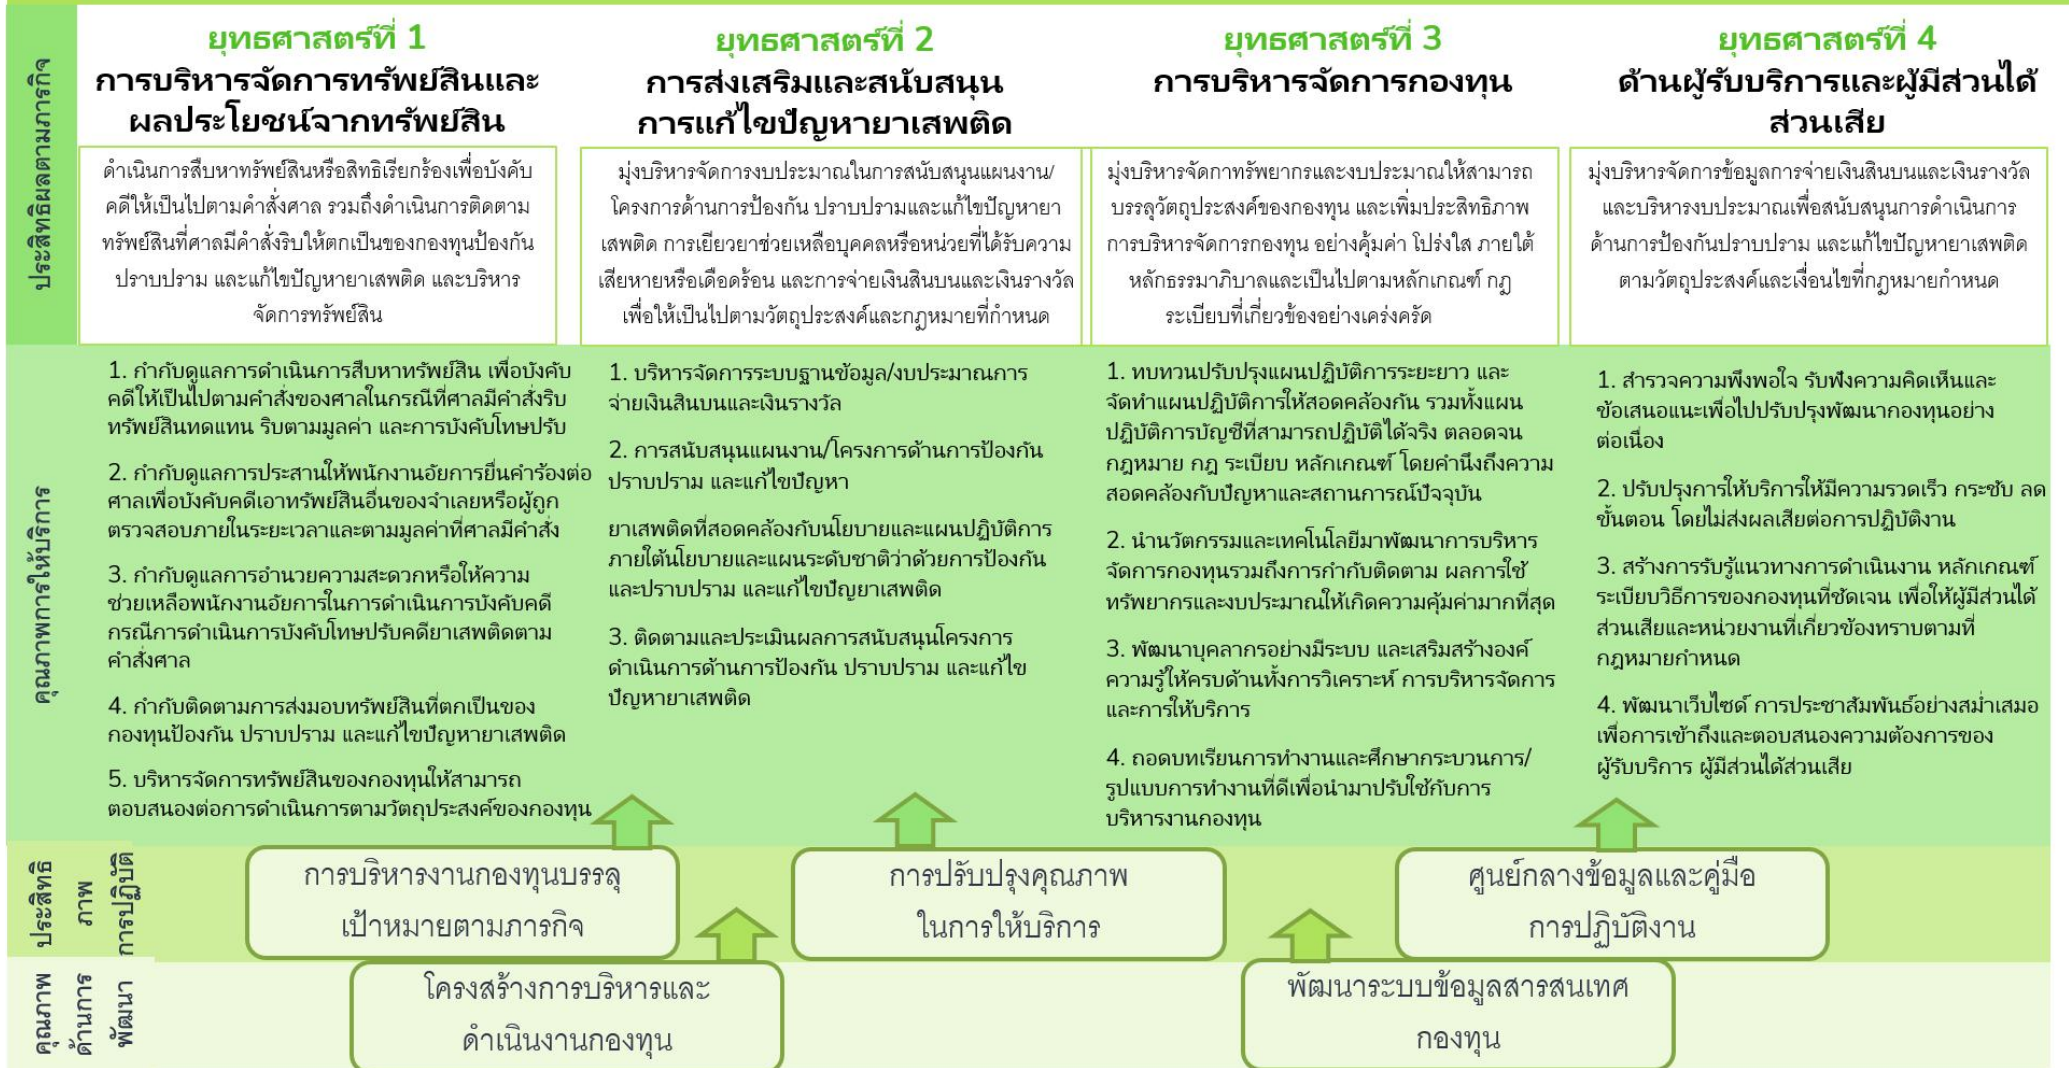 ประสิทธิผลตามภารกิจ
ยุทธศาสตร์ที่ 1
การบริหารจัดการทรัพย์สินและ
ผลประโยชน์จากทรัพย์สิน
ดำเนินการสืบหาทรัพย์สินหรือสิทธิเรียกร้องเพื่อบังคับ
คดีให้เป็นไปตามคำสั่งศาล รวมถึงดำเนินการติดตาม
ทรัพย์สินที่ศาลมีคำสั่งริบให้ตกเป็นของกองทุนป้องกัน
ปราบปราม และแก้ไขปัญหายาเสพติด และบริหาร
จัดการทรัพย์สิน
ยุทธศาสตร์ที่ 2
การส่งเสริมและสนับสนุน
การแก้ไขปัญหายาเสพติด
มุ่งบริหารจัดการงบประมาณในการสนับสนุนแผนงาน/
โครงการด้านการป้องกัน ปราบปรามและแก้ไขปัญหายา
เสพติด การเยียวยาช่วยเหลือบุคคลหรือหน่วยที่ได้รับความ
เสียหายหรือเดือดร้อน และการจ่ายเงินสินบนและเงินรางวัล
เพื่อให้เป็นไปตามวัตถุประสงค์และกฎหมายที่กำหนด
ยุทธศาสตร์ที่ 3
การบริหารจัดการกองทุน
มุ่งบริหารจัดการทรัพยากรและงบประมาณให้สามารถ
บรรลุวัตถุประสงค์ของกองทุน และเพิ่มประสิทธิภาพ
การบริหารจัดการกองทุน อย่างคุ้มค่า โปร่งใส ภายใต้
หลักธรรมาภิบาลและเป็นไปตามหลักเกณฑ์ กฎ
ระเบียบที่เกี่ยวข้องอย่างเคร่งครัด
ยุทธศาสตร์ที่ 4
ด้านผู้รับบริการและผู้มีส่วนได้
ส่วนเสีย
มุ่งบริหารจัดการข้อมูลการจ่ายเงินสินบนและเงินรางวัล
และบริหารงบประมาณเพื่อสนับสนุนการดำเนินการ
ด้านการป้องกันปราบปราม และแก้ไขปัญหายาเสพติด
ตามวัตถุประสงค์และเงื่อนไขที่กฎหมายกำหนด
คุณภาพการให้บริการ
1. กำกับดูแลการดำเนินการสืบหาทรัพย์สิน เพื่อบังคับ
คดีให้เป็นไปตามคำสั่งของศาลในกรณีที่ศาลมีคำสั่งริบ
ทรัพย์สินทดแทน ริบตามมูลค่า และการบังคับโทษปรับ
2. กำกับดูแลการประสานให้พนักงานอัยการยื่นคำร้องต่อ
ศาลเพื่อบังคับคดีเอาทรัพย์สินอื่นของจำเลยหรือผู้ถูก
ตรวจสอบภายในระยะเวลาและตามมูลค่าที่ศาลมีคำสั่ง
3. กำกับดูแลการอำนวยความสะดวกหรือให้ความ
ช่วยเหลือพนักงานอัยการในการดำเนินการบังคับคดี
กรณีการดำเนินการบังคับโทษปรับคดียาเสพติดตาม
คำสั่งศาล
4. กำกับติดตามการส่งมอบทรัพย์สินที่ตกเป็นของ
กองทุนป้องกัน ปราบปราม และแก้ไขปัญหายาเสพติด
5. บริหารจัดการทรัพย์สินของกองทุนให้สามารถ
ตอบสนองต่อการดำเนินการตามวัตถุประสงค์ของกองทุน
1. บริหารจัดการระบบฐานข้อมูล/งบประมาณการ
จ่ายเงินสินบนและเงินรางวัล
2. การสนับสนุนแผนงาน/โครงการด้านการป้องกัน
ปราบปราม และแก้ไขปัญหา
ยาเสพติดที่สอดคล้องกับนโยบายและแผนปฏิบัติการ
ภายใต้นโยบายและแผนระดับชาติว่าด้วยการป้องกัน
และปราบปราม และแก้ไขปัญยาเสพติด
3. ติดตามและประเมินผลการสนับสนุนโครงการ
ดำเนินการด้านการป้องกัน ปราบปราม และแก้ไข
ปัญหายาเสพติด
1. ทบทวนปรับปรุงแผนปฏิบัติการระยะยาว และ
จัดทำแผนปฏิบัติการให้สอดคล้องกัน รวมทั้งแผน
ปฏิบัติการบัญชีที่สามารถปฏิบัติได้จริง ตลอดจน
กฎหมาย กฎ ระเบียบ หลักเกณฑ์ โดยคำนึงถึงความ
สอดคล้องกับปัญหาและสถานการณ์ปัจจุบัน
2. นำนวัตกรรมและเทคโนโลยีมาพัฒนาการบริหาร
จัดการกองทุนรวมถึงการกำกับติดตาม ผลการใช้
ทรัพยากรและงบประมาณให้เกิดความคุ้มค่ามากที่สุด
3. พัฒนาบุคลากรอย่างมีระบบ และเสริมสร้างองค์
ความรู้ให้ครบด้านทั้งการวิเคราะห์ การบริหารจัดการ
และการให้บริการ
4. ถอดบทเรียนการทำงานและศึกษากระบวนการ/
รูปแบบการทำงานที่ดีเพื่อนำมาปรับใช้กับการ
บริหารงานกองทุน
1. สำรวจความพึงพอใจ รับฟังความคิดเห็นและ
ข้อเสนอแนะเพื่อไปปรับปรุงพัฒนากองทุนอย่าง
ต่อเนื่อง
2. ปรับปรุงการให้บริการให้มีความรวดเร็ว กระชับ ลด
ขั้นตอน โดยไม่ส่งผลเสียต่อการปฏิบัติงาน
3. สร้างการรับรู้แนวทางการดำเนินงาน หลักเกณฑ์
ระเบียบวิธีการของกองทุนที่ชัดเจน เพื่อให้ผู้มีส่วนได้
ส่วนเสียและหน่วยงานที่เกี่ยวข้องทราบตามที่
กฎหมายกำหนด
4. พัฒนาเว็บไซต์ การประชาสัมพันธ์อย่างสม่ำเสมอ
เพื่อการเข้าถึงและตอบสนองความต้องการของ
ผู้รับบริการ ผู้มีส่วนได้ส่วนเสีย
ประสิทธิ
ภาพ
การปฏิบัติ
การบริหารงานกองทุนบรรลุ
เป้าหมายตามภารกิจ
การปรับปรุงคุณภาพ
ในการให้บริการ
ศูนย์กลางข้อมูลและคู่มือ
การปฏิบัติงาน
คุณภาพ
ด้านการ
พัฒนา
โครงสร้างการบริหารและ
ดำเนินงานกองทุน
พัฒนาระบบข้อมูลสารสนเทศ
กองทุน